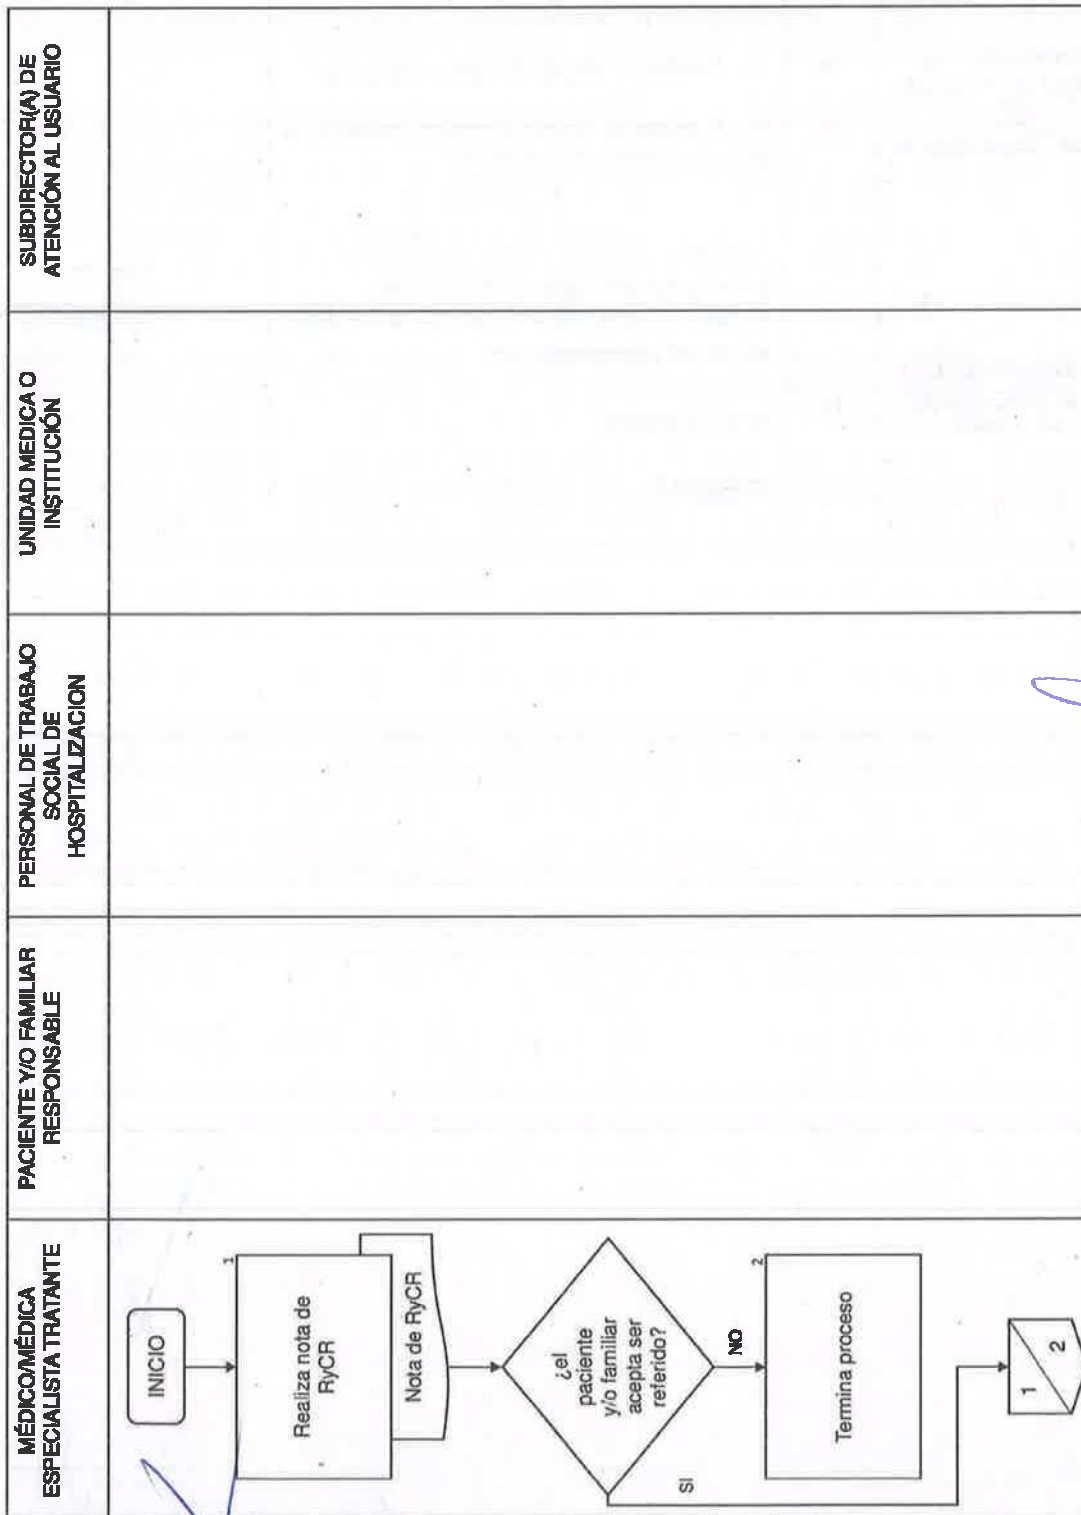 MÉDICO/MÉDICA
ESPECIALISTA TRATANTE
PACIENTE Y/O FAMILIAR
RESPONSABLE
PERSONAL DE TRABAJO
SOCIAL DE
HOSPITALIZACION
UNIDAD MEDICA O
INSTITUCIÓN
SUBDIRECTOR(A) DE
ATENCIÓN AL USUARIO
INICIO
1
Realiza nota de
RyCR
Nota de RyCR
¿el
paciente
y/o familiar
acepta ser
referido?
NO
SI
2
Termina proceso
1
2